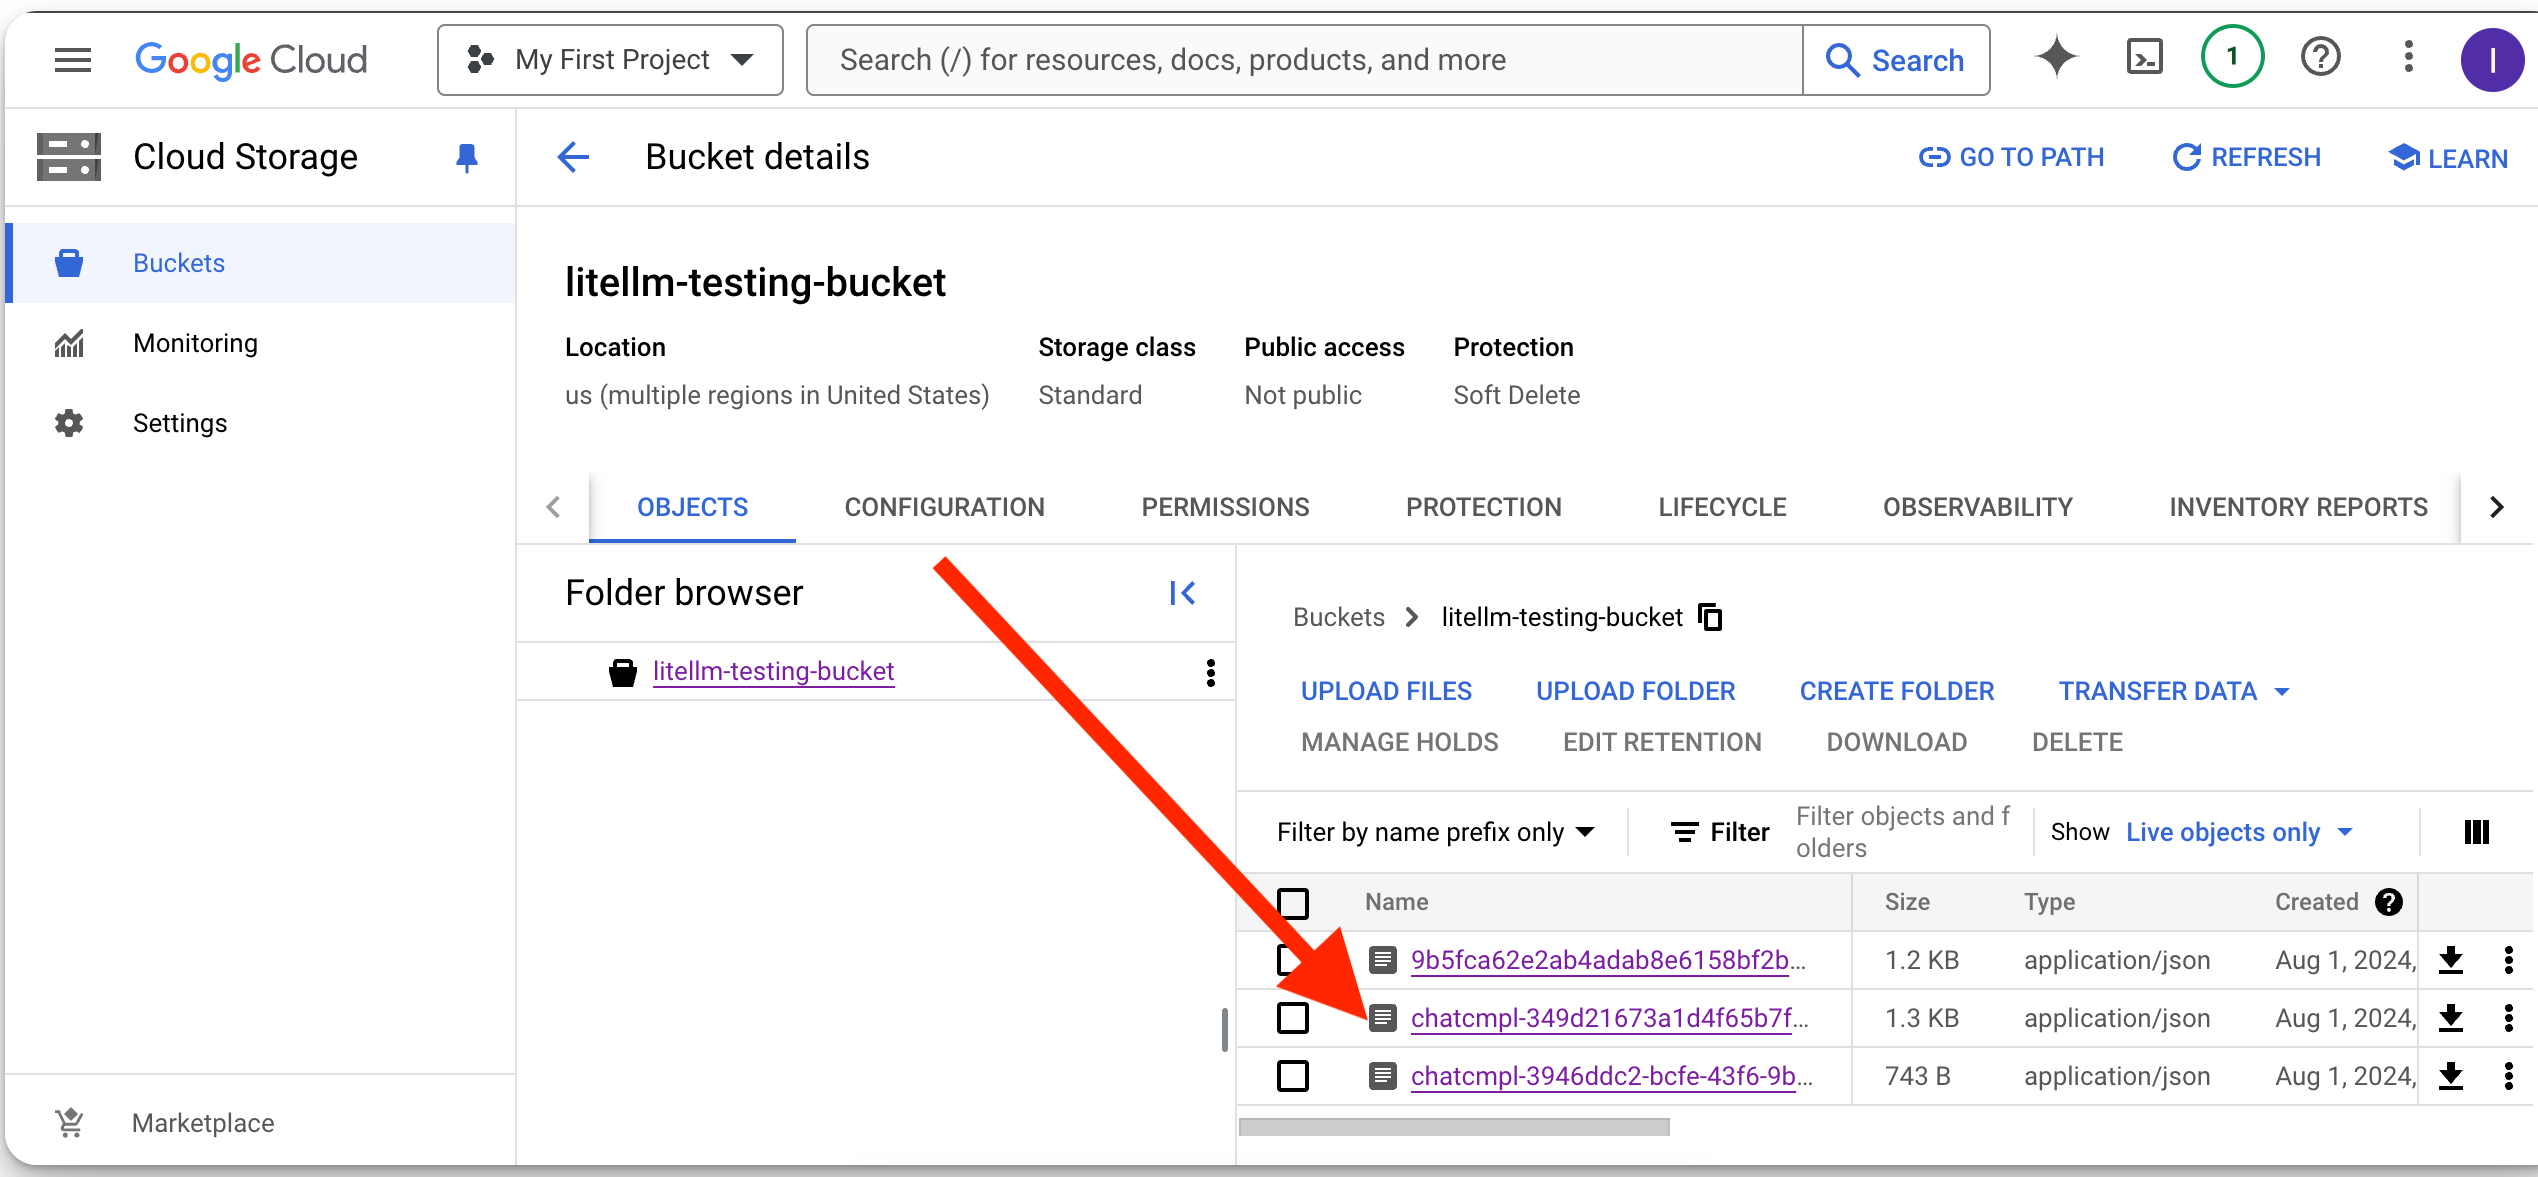 Google Cloud
My First Project
Search (/) for resources, docs, products, and more
Search
1
I
Cloud Storage
Bucket details
GO TO PATH
REFRESH
LEARN
Buckets
Monitoring
Settings
Marketplace
litellm-testing-bucket
Location Storage class Public access Protection
us (multiple regions in United States) Standard Not public Soft Delete
OBJECTS CONFIGURATION PERMISSIONS PROTECTION LIFECYCLE OBSERVABILITY INVENTORY REPORTS
Folder browser
litellm-testing-bucket
Buckets litellm-testing-bucket
UPLOAD FILES UPLOAD FOLDER CREATE FOLDER TRANSFER DATA
MANAGE HOLDS EDIT RETENTION DOWNLOAD DELETE
Filter by name prefix only Filter Filter objects and f
olders
Show Live objects only
Name Size Type Created ?
9b5fca62e2ab4adab8e6158bf2b... 1.2 KB application/json Aug 1, 2024,
chatcmpl-349d21673a1d4f65b7f... 1.3 KB application/json Aug 1, 2024,
chatcmpl-3946ddc2-bcfe-43f6-9b... 743 B application/json Aug 1, 2024,